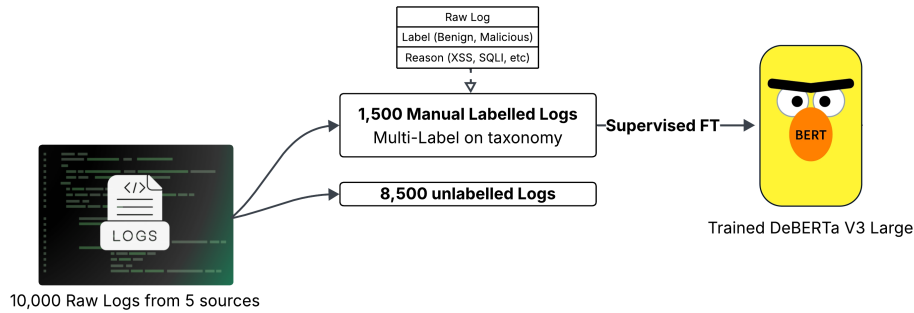 Raw Log
Label (Benign, Malicious)
Reason (XSS, SQLI, etc)
1,500 Manual Labelled Logs
Multi-Label on taxonomy
Supervised FT
BERT
8,500 unlabelled Logs
Trained DeBERTa V3 Large
</>
LOGS
10,000 Raw Logs from 5 sources